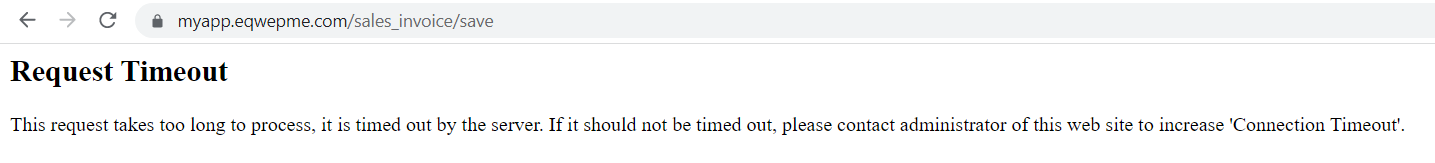 myapp.eqwepme.com/sales_invoice/save
Request Timeout
This request takes too long to process, it is timed out by the server. If it should not be timed out, please contact administrator of this web site to increase 'Connection Timeout'.